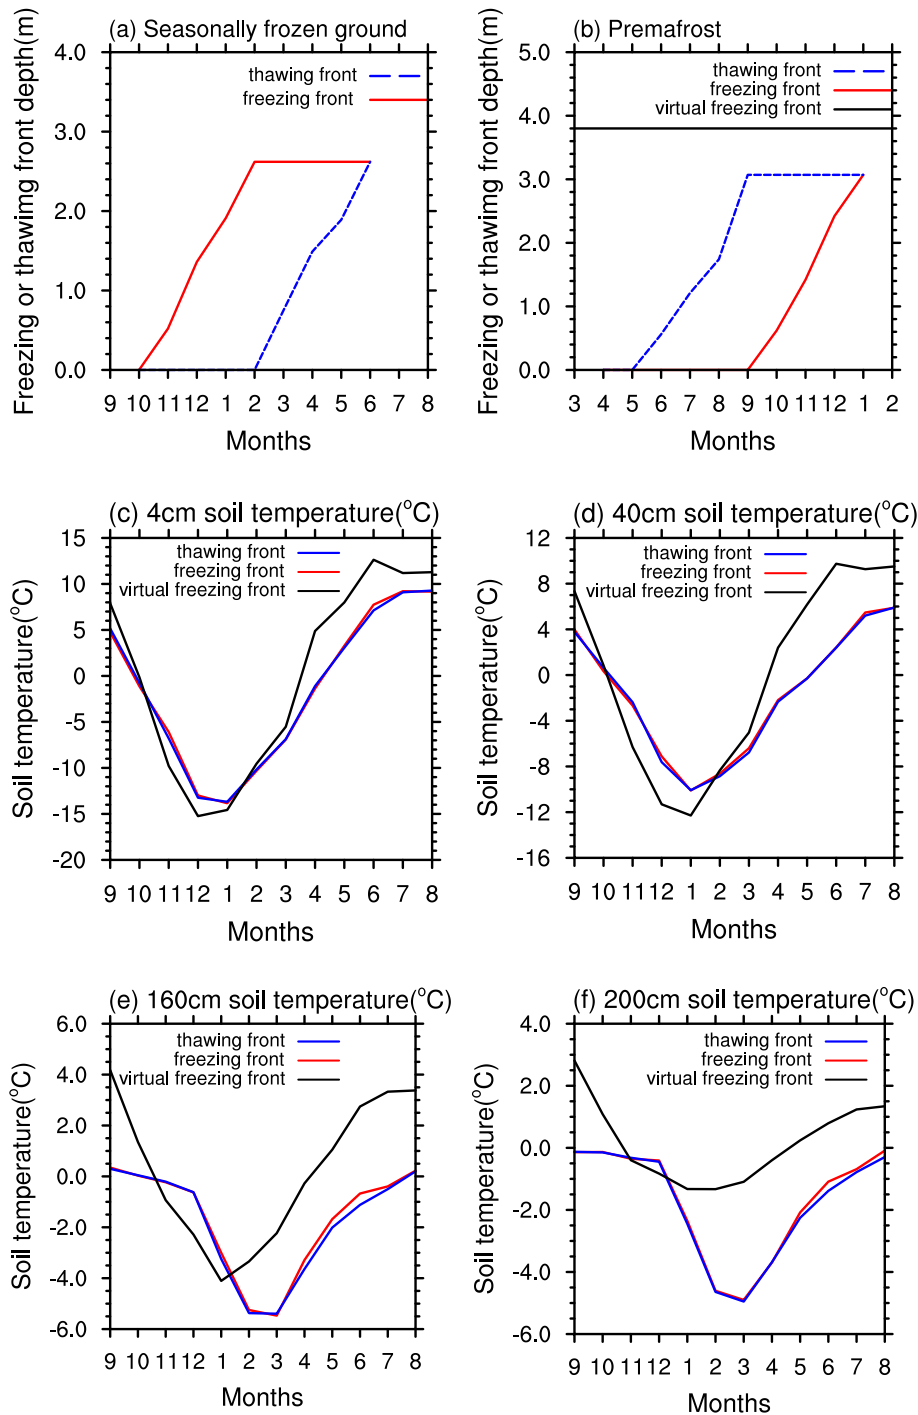 (a) Seasonally frozen ground
4.0
3.0
2.0
1.0
0.0
Freezing or thawimg front depth(m)
thawing front
freezing front
9 10 11 12 1 2 3 4 5 6 7 8
Months
(b) Premafrost
5.0
4.0
3.0
2.0
1.0
0.0
Freezing or thawimg front depth(m)
thawing front
freezing front
virtual freezing front
3 4 5 6 7 8 9 10 11 12 1 2
Months
(c) 4cm soil temperature(°C)
15
10
5
0
-5
-10
-15
-20
Soil temperature(°C)
thawing front
freezing front
virtual freezing front
9 10 11 12 1 2 3 4 5 6 7 8
Months
(d) 40cm soil temperature(°C)
12
8
4
0
-4
-8
-12
-16
Soil temperature(°C)
thawing front
freezing front
virtual freezing front
9 10 11 12 1 2 3 4 5 6 7 8
Months
(e) 160cm soil temperature(°C)
6.0
4.0
2.0
0.0
-2.0
-4.0
-6.0
Soil temperature(°C)
thawing front
freezing front
virtual freezing front
9 10 11 12 1 2 3 4 5 6 7 8
Months
(f) 200cm soil temperature(°C)
4.0
2.0
0.0
-2.0
-4.0
-6.0
Soil temperature(°C)
thawing front
freezing front
virtual freezing front
9 10 11 12 1 2 3 4 5 6 7 8
Months